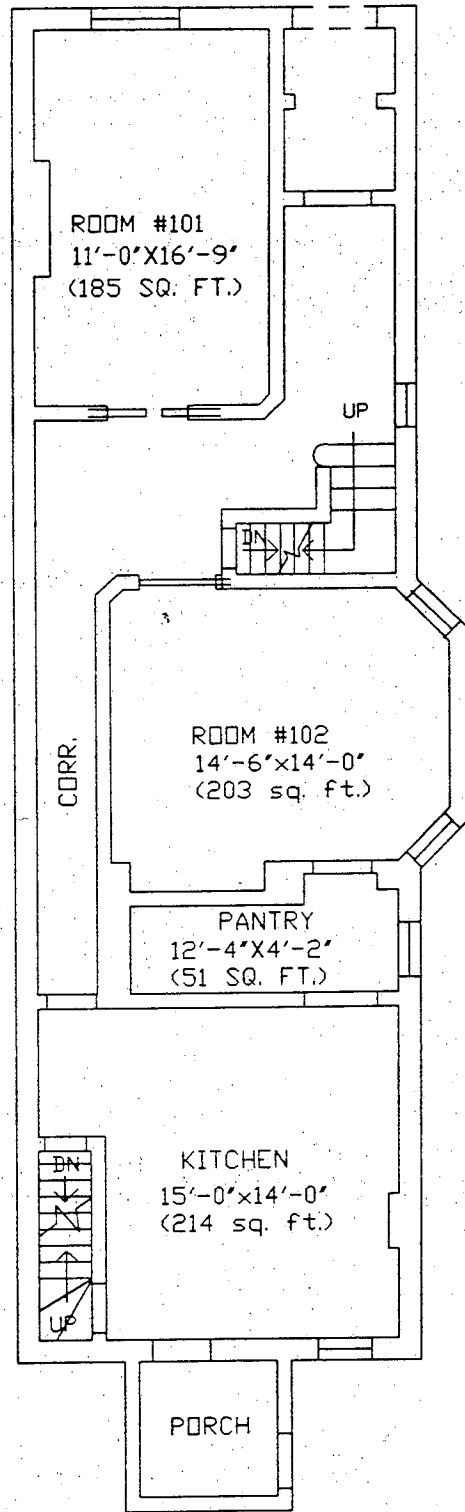 ROOM #101
11'-0"X16'-9"
(185 SQ. FT.)
UP
DN
ROOM #102
14'-6"x14'-0"
(203 sq. ft.)
CORR.
PANTRY
12'-4"X4'-2"
(51 SQ. FT.)
DN
KITCHEN
15'-0"x14'-0"
(214 sq. ft.)
UP
PORCH